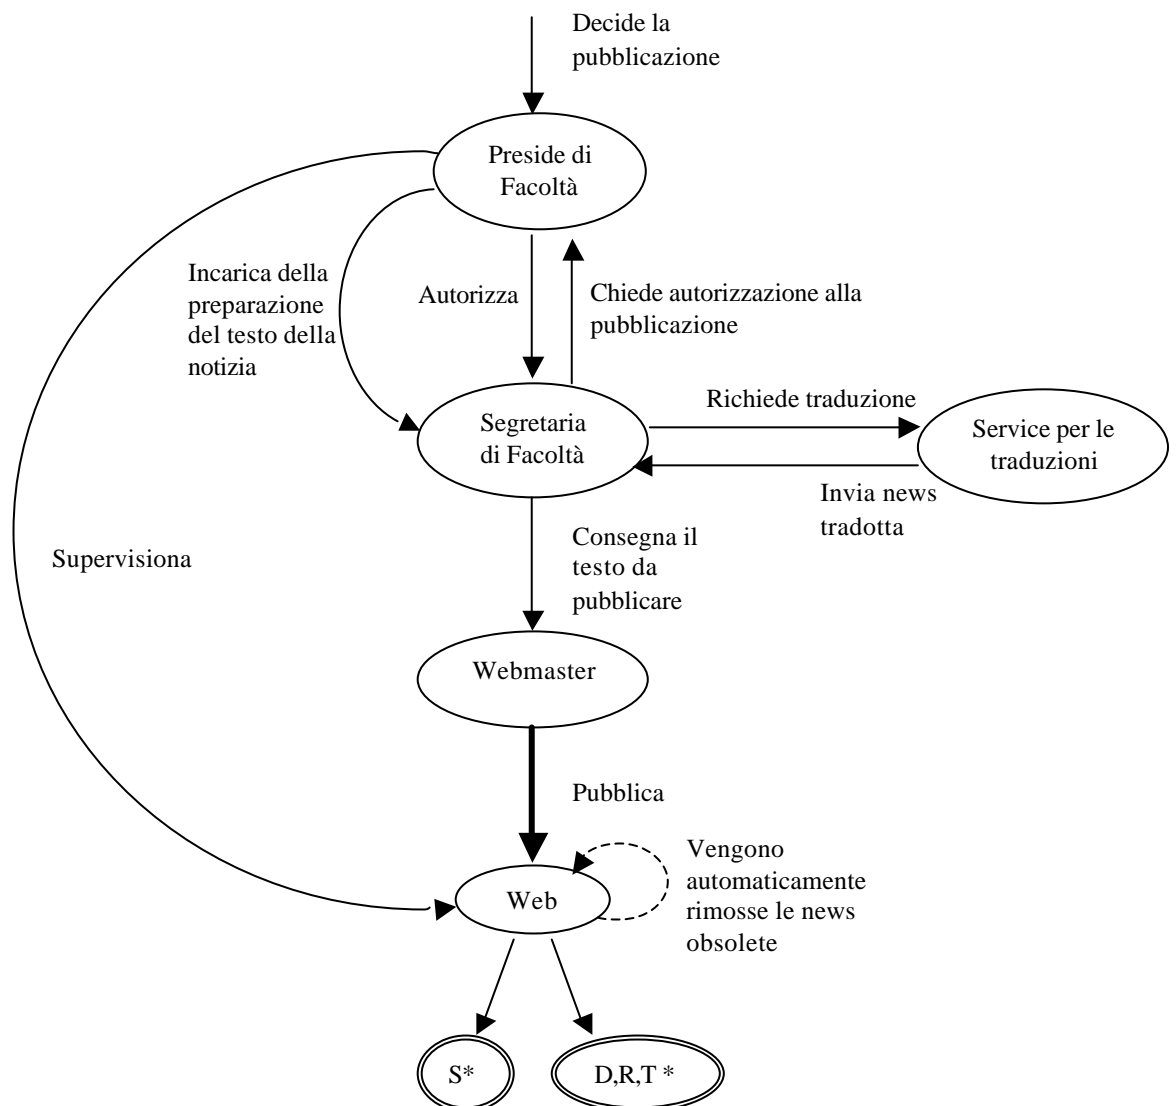 Decide la
pubblicazione
Preside di
Facoltà
Incarica della
preparazione
del testo della
notizia
Autorizza
Chiede autorizzazione alla
pubblicazione
Segretaria
di Facoltà
Richiede traduzione
Service per le
traduzioni
Invia news
tradotta
Supervisiona
Consegna il
testo da
pubblicare
Webmaster
Pubblica
Vengono
automaticamente
rimosse le news
obsolete
Web
S*
D,R,T *